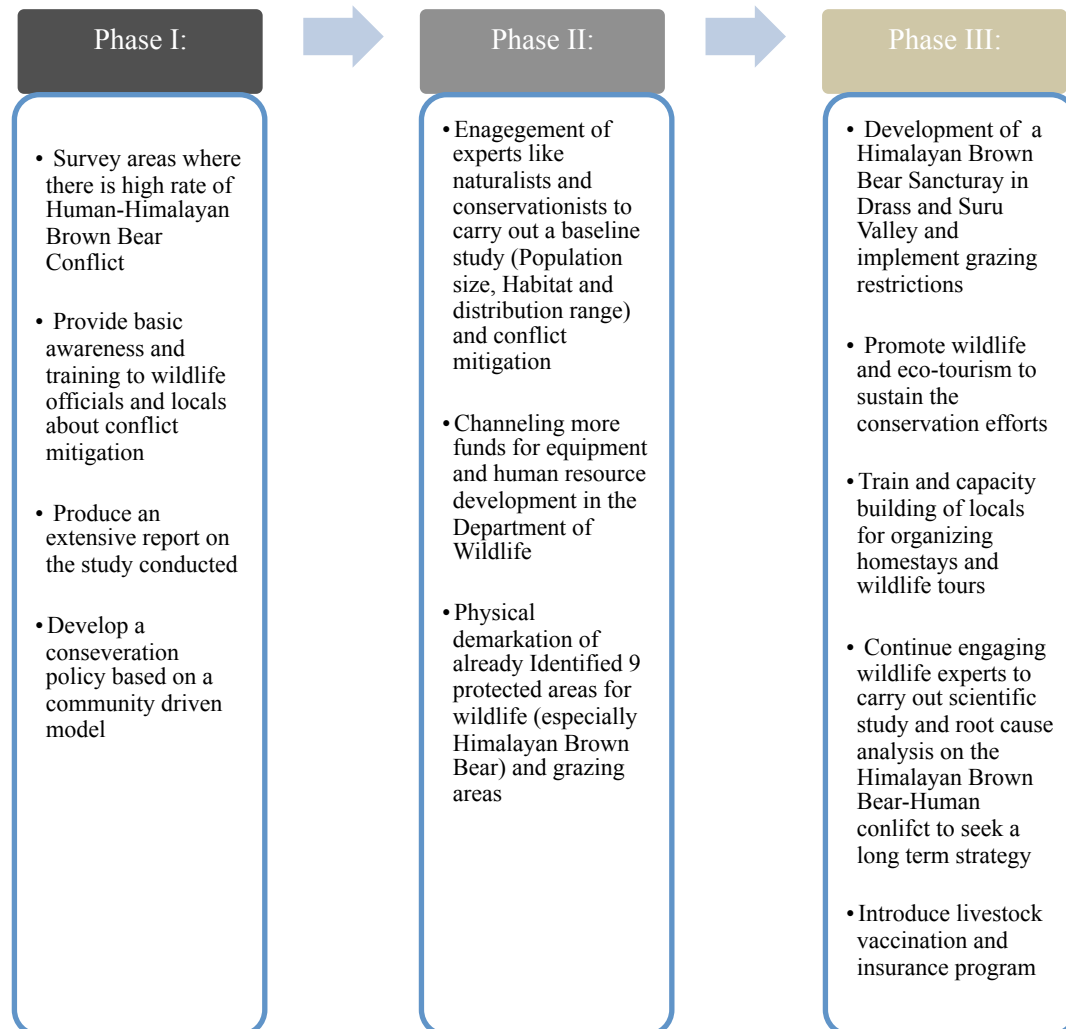 Phase I:
• Survey areas where
there is high rate of
Human-Himalayan
Brown Bear
Conflict
• Provide basic
awareness and
training to wildlife
officials and locals
about conflict
mitigation
• Produce an
extensive report on
the study conducted
• Develop a
conseveration
policy based on a
community driven
model
Phase II:
• Enagegement of
experts like
naturalists and
conservationists to
carry out a baseline
study (Population
size, Habitat and
distribution range)
and conflict
mitigation
• Channeling more
funds for equipment
and human resource
development in the
Department of
Wildlife
• Physical
demarkation of
already Identified 9
protected areas for
wildlife (especially
Himalayan Brown
Bear) and grazing
areas
Phase III:
• Development of a
Himalayan Brown
Bear Sancturay in
Drass and Suru
Valley and
implement grazing
restrictions
• Promote wildlife
and eco-tourism to
sustain the
conservation efforts
• Train and capacity
building of locals
for organizing
homestays and
wildlife tours
• Continue engaging
wildlife experts to
carry out scientific
study and root cause
analysis on the
Himalayan Brown
Bear-Human
conlifct to seek a
long term strategy
• Introduce livestock
vaccination and
insurance program